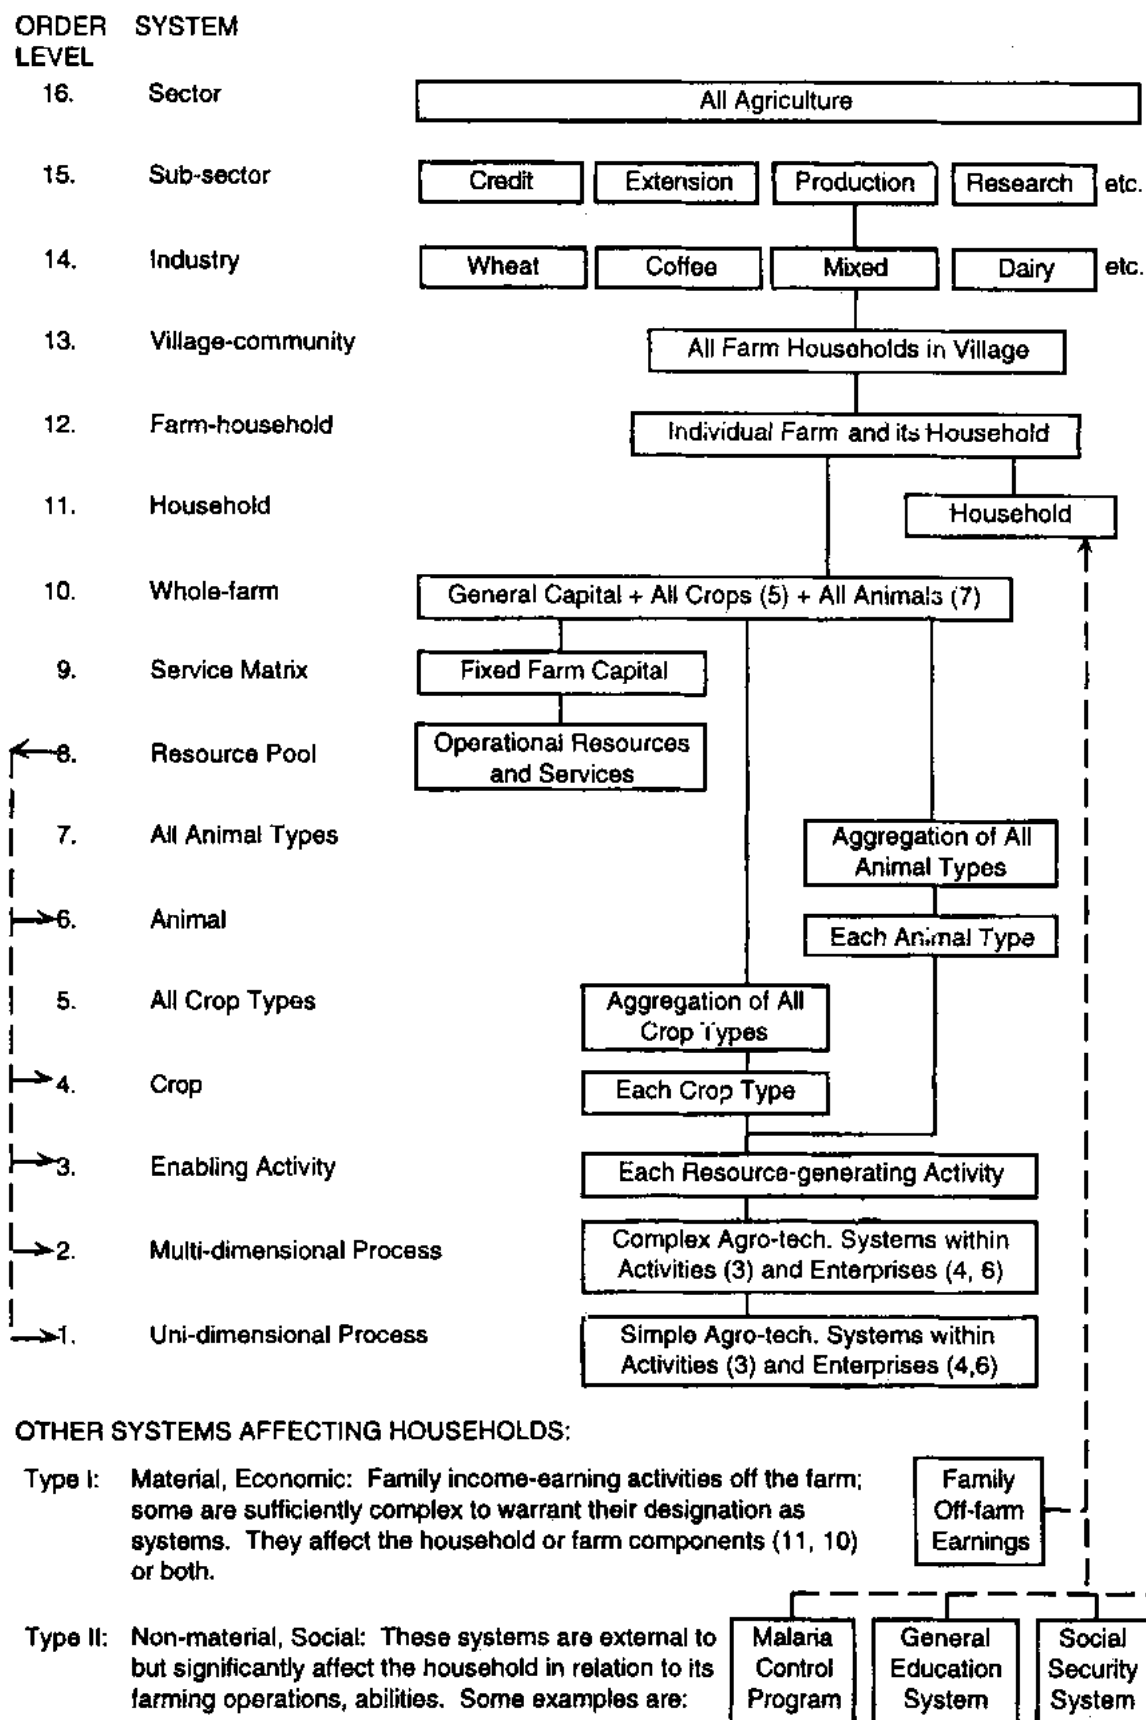 ORDER SYSTEM
LEVEL
16. Sector All Agriculture
15. Sub-sector Credit Extension Production Research etc.
14. Industry Wheat Coffee Mixed Dairy etc.
13. Village-community All Farm Households in Village
12. Farm-household Individual Farm and its Household
11. Household Household
10. Whole-farm General Capital + All Crops (5) + All Animals (7)
9. Service Matrix Fixed Farm Capital
8. Resource Pool Operational Resources
and Services
7. All Animal Types Aggregation of All
Animal Types
6. Animal Each Animal Type
5. All Crop Types Aggregation of All
Crop Types
4. Crop Each Crop Type
3. Enabling Activity Each Resource-generating Activity
2. Multi-dimensional Process Complex Agro-tech. Systems within
Activities (3) and Enterprises (4, 6)
1. Uni-dimensional Process Simple Agro-tech. Systems within
Activities (3) and Enterprises (4,6)
OTHER SYSTEMS AFFECTING HOUSEHOLDS:
Type I: Material, Economic: Family income-earning activities off the farm;
some are sufficiently complex to warrant their designation as
systems. They affect the household or farm components (11, 10)
or both.
Family
Off-farm
Earnings
Type II: Non-material, Social: These systems are external to
but significantly affect the household in relation to its
farming operations, abilities. Some examples are:
Malaria
Control
Program
General
Education
System
Social
Security
System